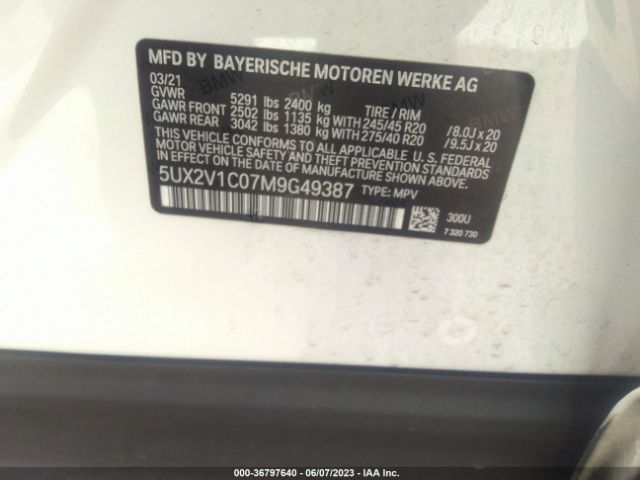 MFD BY BAYERISCHE MOTOREN WERKE AG
03/21
GVWR 5291 lbs 2400 kg TIRE / RIM
GAWR FRONT 2502 lbs 1135 kg WITH 245/45 R20 /8.0J x 20
GAWR REAR 3042 lbs 1380 kg WITH 275/40 R20 /9.5J x 20
THIS VEHICLE CONFORMS TO ALL APPLICABLE U.S. FEDERAL
MOTOR VEHICLE SAFETY, BUMPER, AND THEFT PREVENTION STANDARDS
IN EFFECT ON THE DATE OF MANUFACTURE SHOWN ABOVE.
5UX2V1C07M9G49387 TYPE: MPV
300U
7 320 730
000-36797640 - 06/07/2023 - IAA Inc.